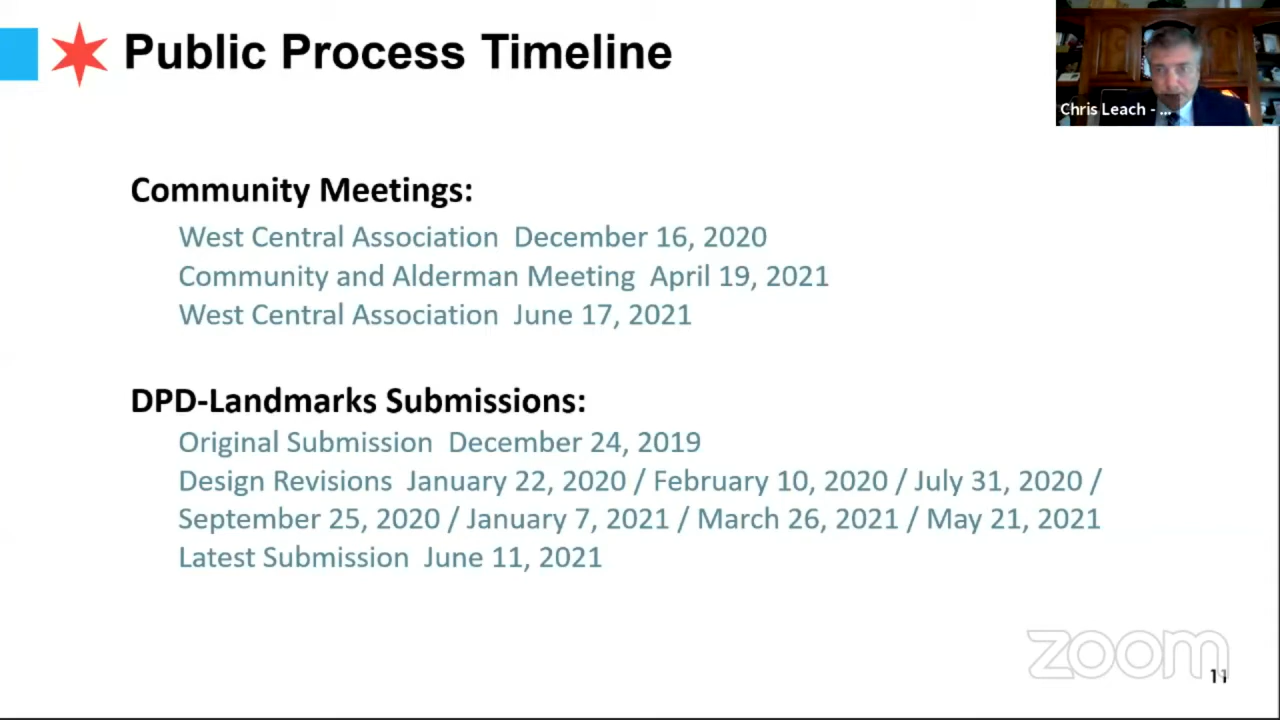 Public Process Timeline
Chris Leach - ...
Community Meetings:
West Central Association December 16, 2020
Community and Alderman Meeting April 19, 2021
West Central Association June 17, 2021
DPD-Landmarks Submissions:
Original Submission December 24, 2019
Design Revisions January 22, 2020 / February 10, 2020 / July 31, 2020 /
September 25, 2020 / January 7, 2021 / March 26, 2021 / May 21, 2021
Latest Submission June 11, 2021
zoom
11